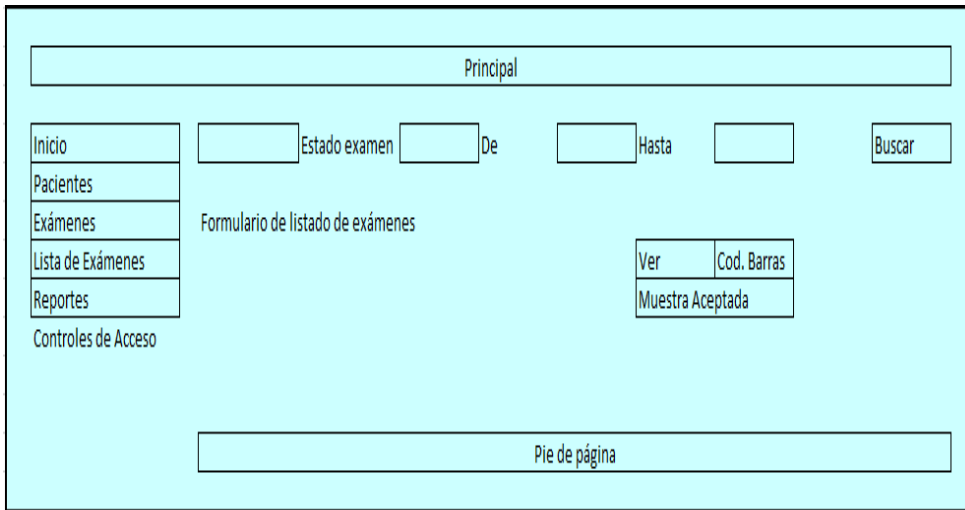 Principal
Inicio Estado examen De Hasta Buscar
Pacientes
Exámenes Formulario de listado de exámenes
Lista de Exámenes Ver Cod. Barras
Reportes Muestra Aceptada
Controles de Acceso
Pie de página